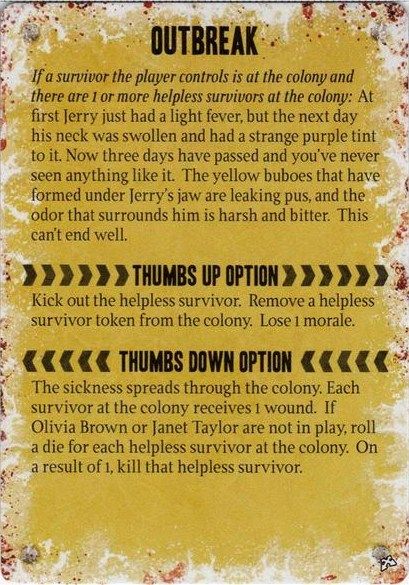 OUTBREAK
If a survivor the player controls is at the colony and
there are 1 or more helpless survivors at the colony: At
first Jerry just had a light fever, but the next day
his neck was swollen and had a strange purple tint
to it. Now three days have passed and you've never
seen anything like it. The yellow buboes that have
formed under Jerry's jaw are leaking pus, and the
odor that surrounds him is harsh and bitter. This
can't end well.
THUMBS UP OPTION
Kick out the helpless survivor. Remove a helpless
survivor token from the colony. Lose 1 morale.
THUMBS DOWN OPTION
The sickness spreads through the colony. Each
survivor at the colony receives 1 wound. If
Olivia Brown or Janet Taylor are not in play, roll
a die for each helpless survivor at the colony. On
a result of 1, kill that helpless survivor.